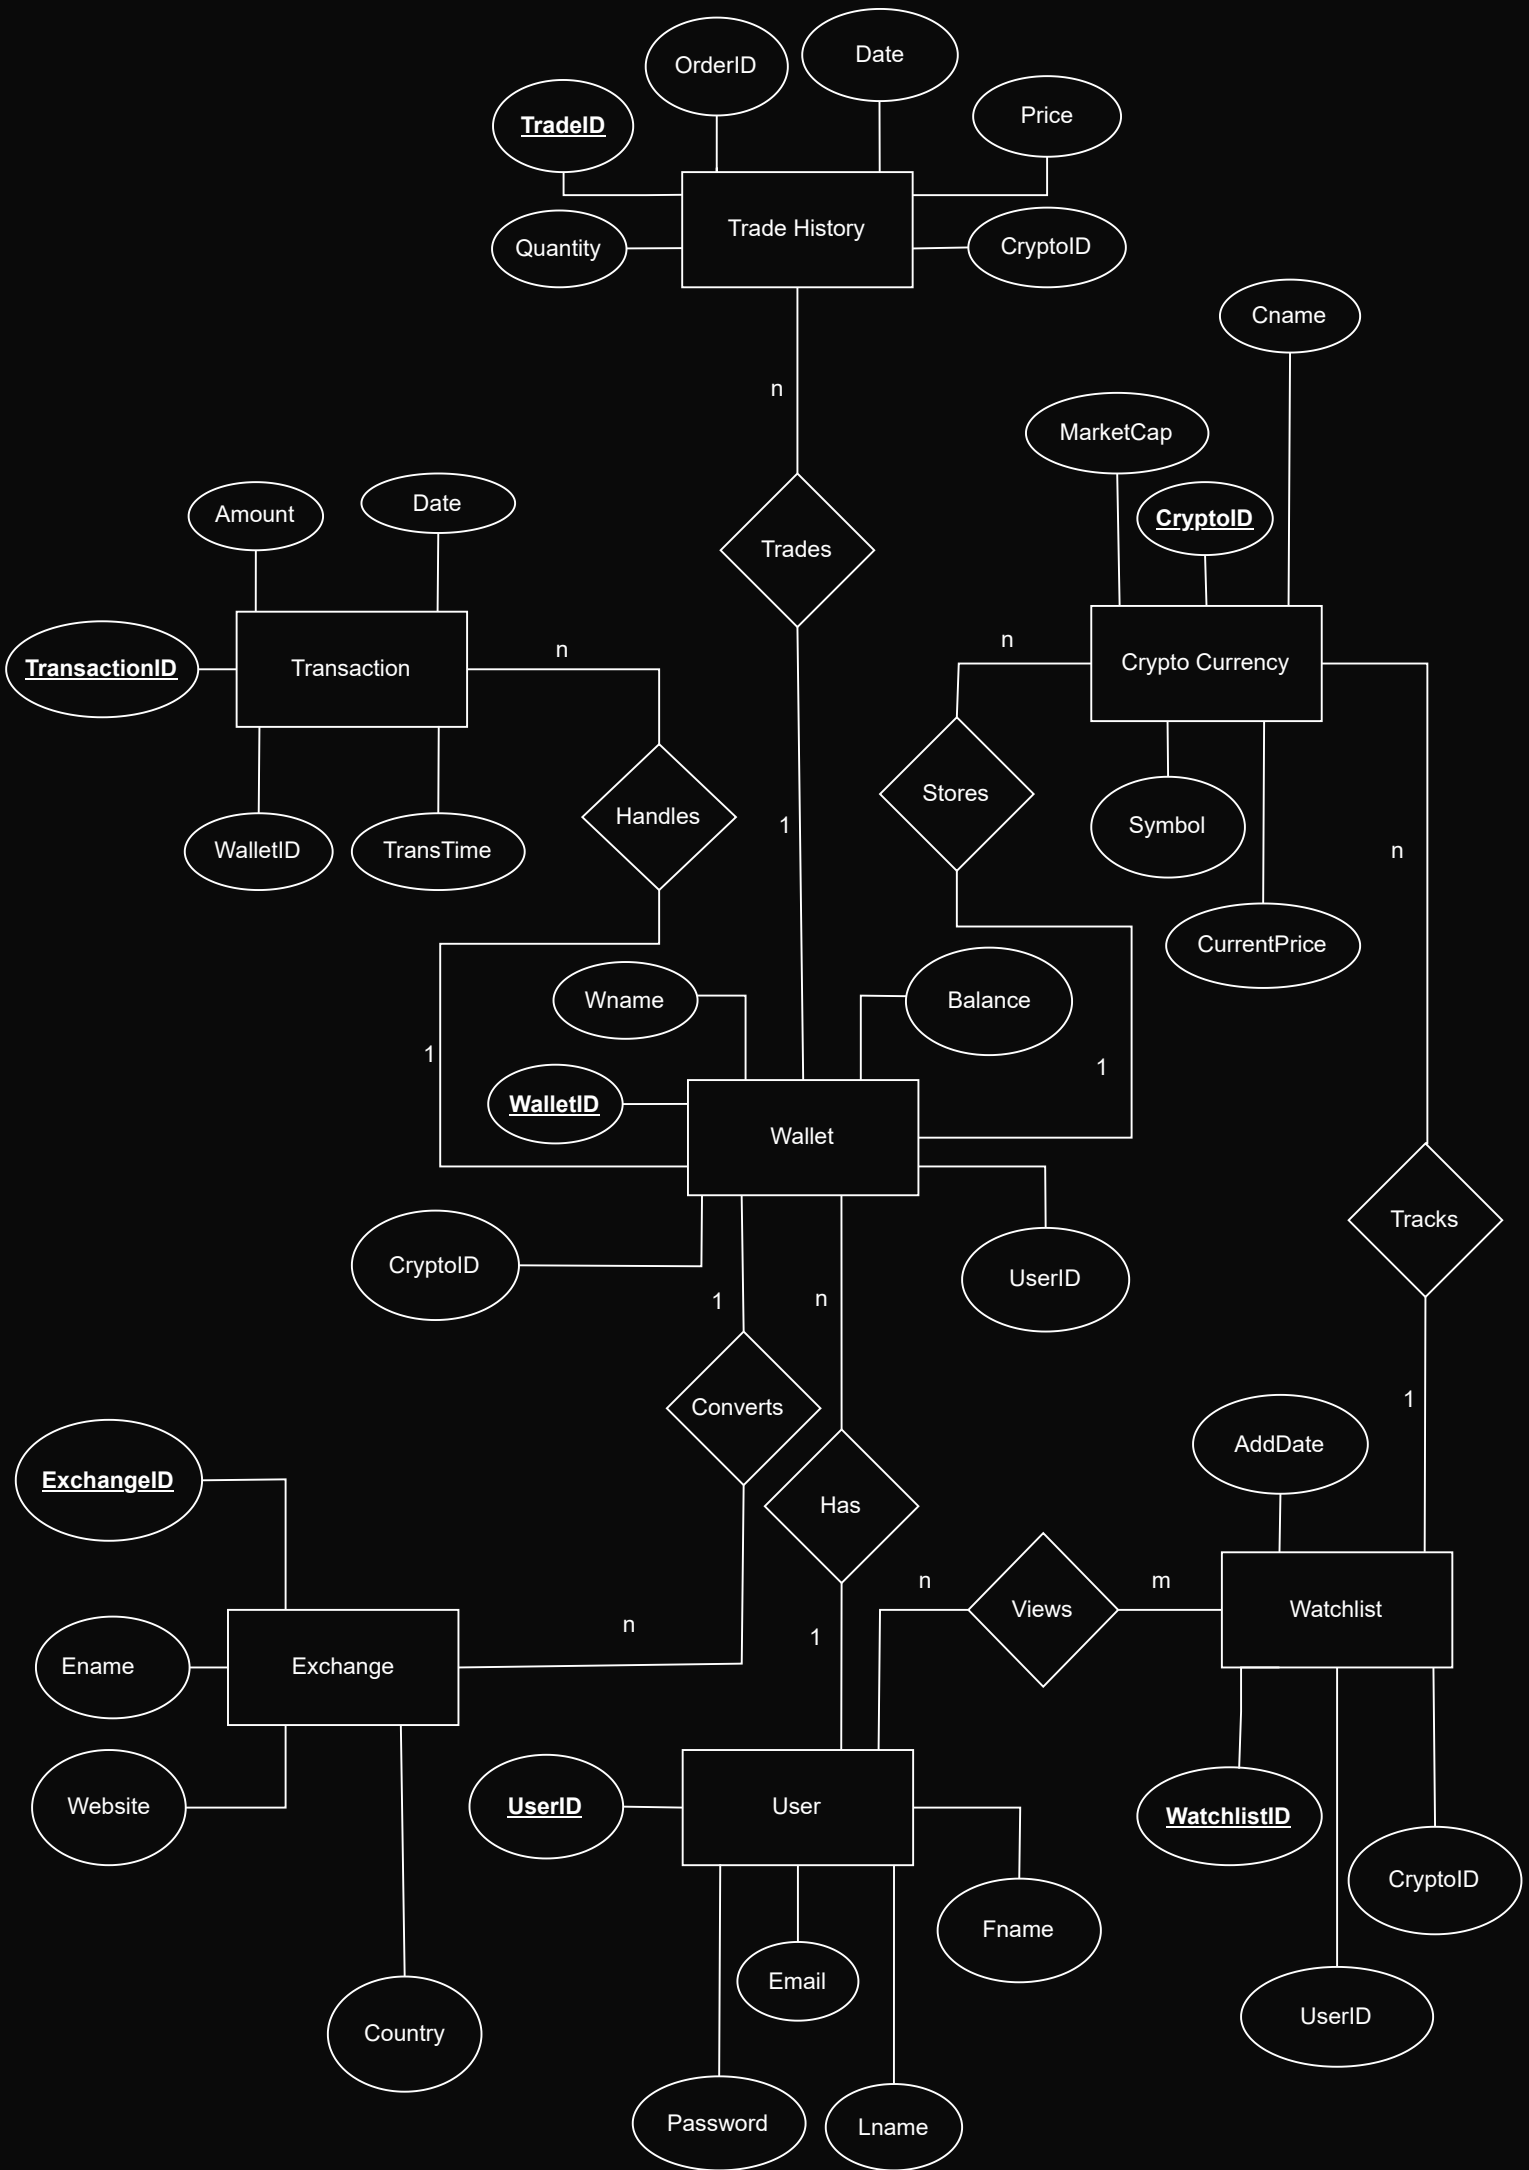 Date
OrderID
Price
TradeID
Trade History
CryptoID
Quantity
Cname
n
MarketCap
Date
Amount
CryptoID
Trades
n
n
Crypto Currency
TransactionID
Transaction
Stores
Handles
1
Symbol
n
WalletID
TransTime
CurrentPrice
Wname
Balance
1
1
WalletID
Wallet
Tracks
CryptoID
UserID
1
n
1
Converts
AddDate
ExchangeID
Has
n
m
Views
Watchlist
n
1
Ename
Exchange
Website
UserID
User
WatchlistID
CryptoID
Fname
Email
UserID
Country
Password
Lname